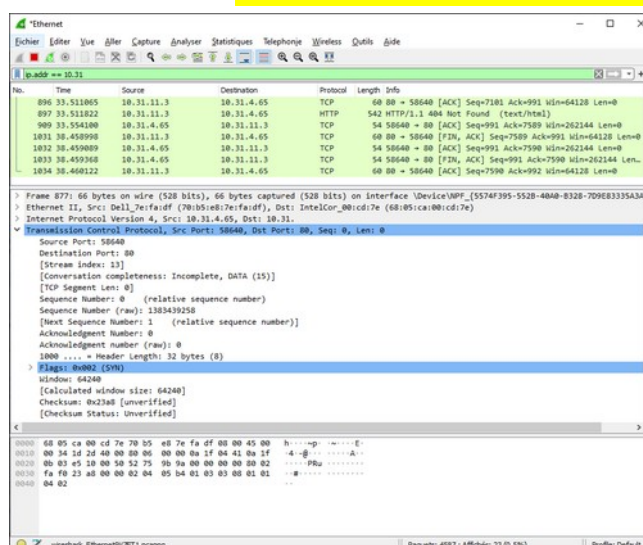 *Ethernet
Fichier Editer Vue Aller Capture Analyser Statistiques Telephonie Wireless Outils Aide
ip.addr == 10.31
No. Time Source Destination Protocol Length Info
896 33.511065 10.31.11.3 10.31.4.65 TCP 60 80 → 58640 [ACK] Seq=7101 Ack=991 Win=64128 Len=0
897 33.511822 10.31.11.3 10.31.4.65 HTTP 542 HTTP/1.1 404 Not Found (text/html)
909 33.554100 10.31.4.65 10.31.11.3 TCP 54 58640 → 80 [ACK] Seq=991 Ack=7589 Win=262144 Len=0
1031 38.458998 10.31.11.3 10.31.4.65 TCP 60 80 → 58640 [FIN, ACK] Seq=7589 Ack=991 Win=64128 Len=0
1032 38.459089 10.31.4.65 10.31.11.3 TCP 54 58640 → 80 [ACK] Seq=991 Ack=7590 Win=262144 Len=0
1033 38.459368 10.31.4.65 10.31.11.3 TCP 54 58640 → 80 [FIN, ACK] Seq=991 Ack=7590 Win=262144 Len…
1034 38.460122 10.31.11.3 10.31.4.65 TCP 60 80 → 58640 [ACK] Seq=7590 Ack=992 Win=64128 Len=0
Frame 877: 66 bytes on wire (528 bits), 66 bytes captured (528 bits) on interface \Device\NPF_{5574F395-552B-40A0-8328-7D9E83335A3A
Ethernet II, Src: Dell_7e:fa:df (70:b5:e8:7e:fa:df), Dst: IntelCor_00:cd:7e (68:05:ca:00:cd:7e)
Internet Protocol Version 4, Src: 10.31.4.65, Dst: 10.31.
Transmission Control Protocol, Src Port: 58640, Dst Port: 80, Seq: 0, Len: 0
Source Port: 58640
Destination Port: 80
[Stream index: 13]
[Conversation completeness: Incomplete, DATA (15)]
[TCP Segment Len: 0]
Sequence Number: 0 (relative sequence number)
Sequence Number (raw): 1383439258
[Next Sequence Number: 1 (relative sequence number)]
Acknowledgment Number: 0
Acknowledgment number (raw): 0
1000 .... = Header Length: 32 bytes (8)
Flags: 0x002 (SYN)
Window: 64240
[Calculated window size: 64240]
Checksum: 0x23a8 [unverified]
[Checksum Status: Unverified]
0000 68 05 ca 00 cd 7e 70 b5 e8 7e fa df 08 00 45 00 h····~p· ·~····E·
0010 00 34 1d 2d 40 00 80 06 00 00 0a 1f 04 41 0a 1f ·4·-@··· ·····A··
0020 0b 03 e5 10 00 50 52 75 9b 9a 00 00 00 00 80 02 ·····PRu ········
0030 fa f0 23 a8 00 00 02 04 05 b4 01 03 03 08 01 01 ··#····· ········
0040 04 02 ··
Profile: Default